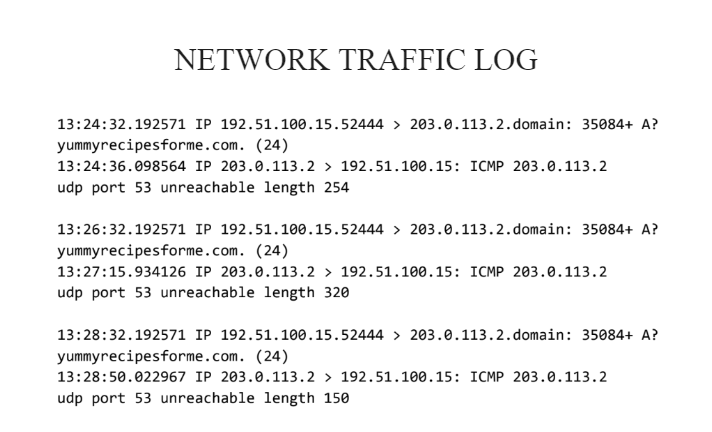 NETWORK TRAFFIC LOG
13:24:32.192571 IP 192.51.100.15.52444 > 203.0.113.2.domain: 35084+ A?
yummyrecipesforme.com. (24)
13:24:36.098564 IP 203.0.113.2 > 192.51.100.15: ICMP 203.0.113.2
udp port 53 unreachable length 254
13:26:32.192571 IP 192.51.100.15.52444 > 203.0.113.2.domain: 35084+ A?
yummyrecipesforme.com. (24)
13:27:15.934126 IP 203.0.113.2 > 192.51.100.15: ICMP 203.0.113.2
udp port 53 unreachable length 320
13:28:32.192571 IP 192.51.100.15.52444 > 203.0.113.2.domain: 35084+ A?
yummyrecipesforme.com. (24)
13:28:50.022967 IP 203.0.113.2 > 192.51.100.15: ICMP 203.0.113.2
udp port 53 unreachable length 150